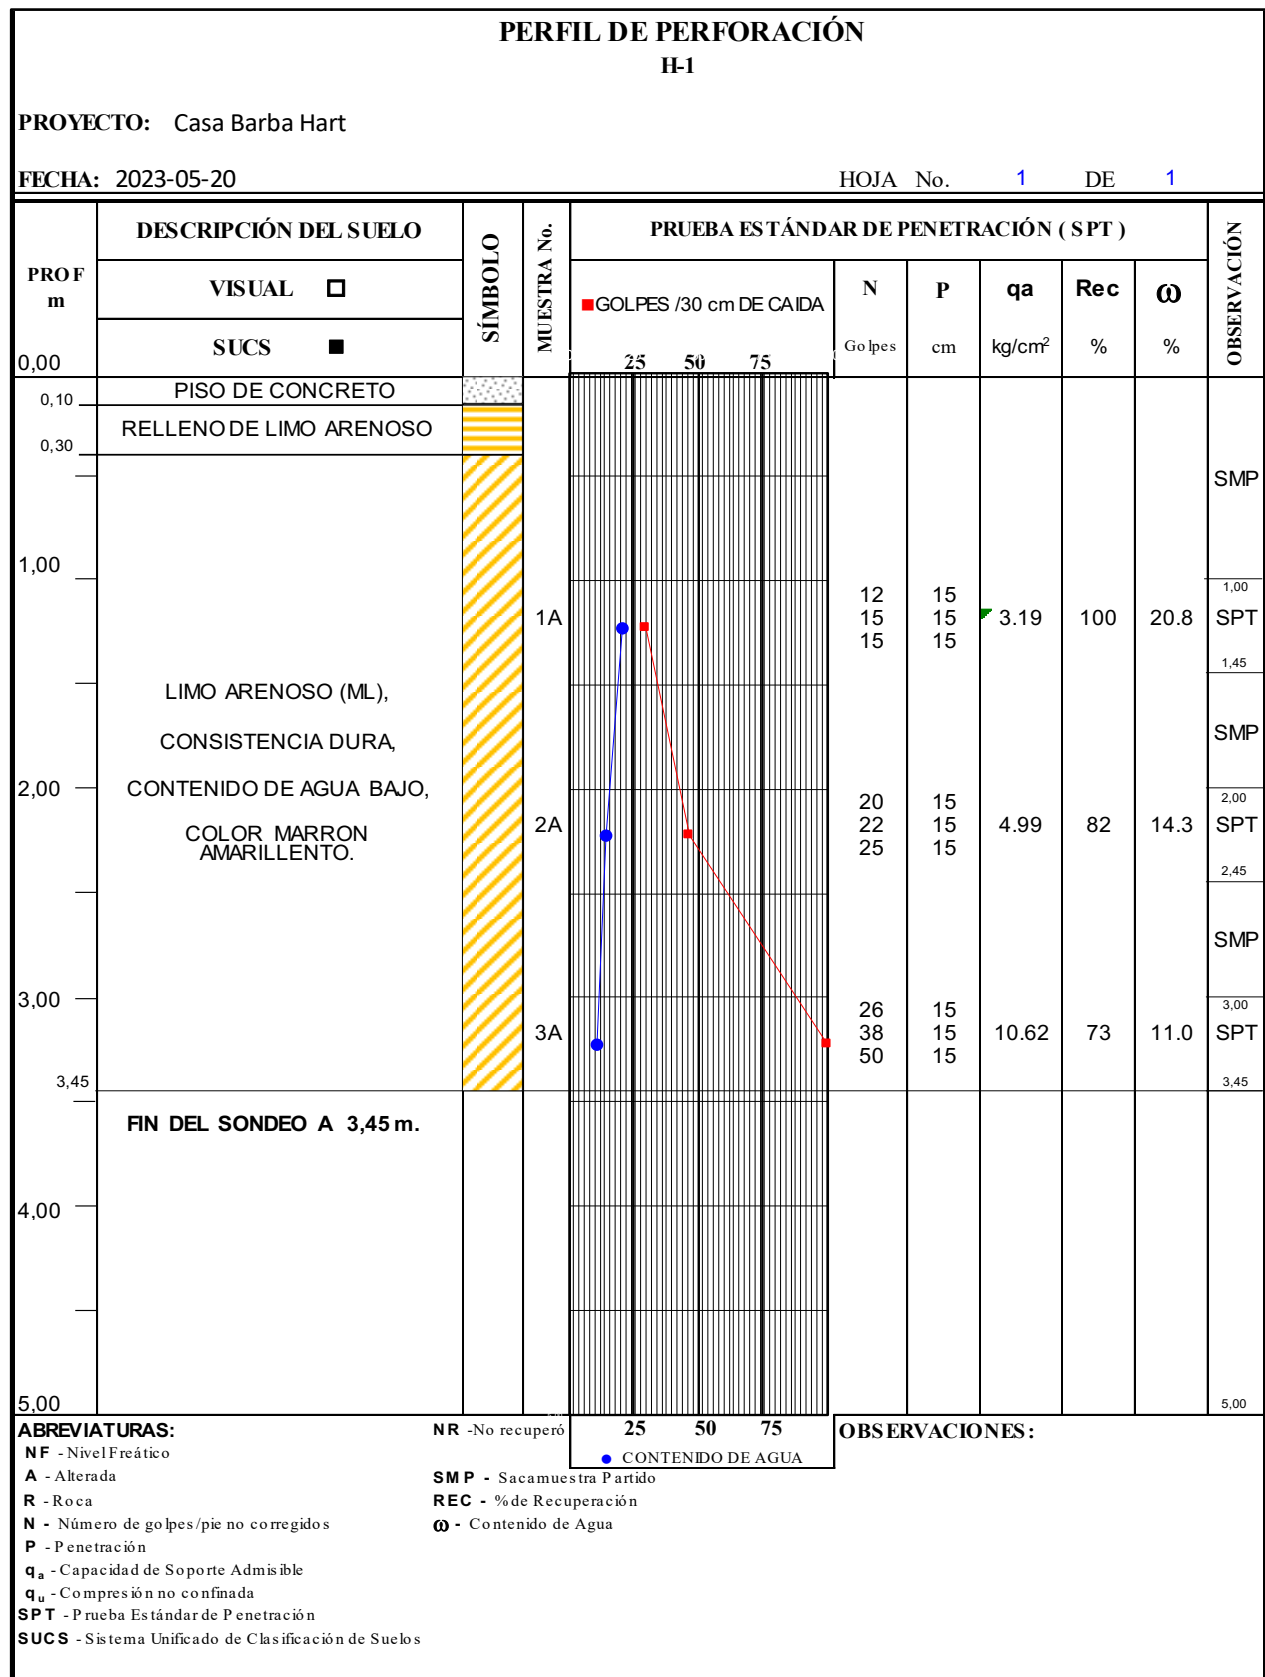 PERFIL DE PERFORACIÓN
H-1
PROYECTO: Casa Barba Hart
FECHA: 2023-05-20 HOJA No. 1 DE 1
PROF m
DESCRIPCIÓN DEL SUELO
VISUAL
SUCS
SÍMBOLO
MUESTRA No.
PRUEBA ESTÁNDAR DE PENETRACIÓN ( SPT )
GOLPES /30 cm DE CAIDA
N Golpes
P cm
qa kg/cm²
Rec %
ω %
OBSERVACIÓN
0,00
25 50 75
PISO DE CONCRETO
0,10
RELLENO DE LIMO ARENOSO
0,30
SMP
1,00
1,00
12 15
1A 15 15 3.19 100 20.8 SPT
15 15
1,45
LIMO ARENOSO (ML),
CONSISTENCIA DURA,
SMP
CONTENIDO DE AGUA BAJO,
2,00
2,00
20 15
COLOR MARRON
2A 22 15 4.99 82 14.3 SPT
AMARILLENTO.
25 15
2,45
SMP
3,00
3,00
26 15
3A 38 15 10.62 73 11.0 SPT
50 15
3,45
3,45
FIN DEL SONDEO A 3,45 m.
4,00
5,00
5,00
25 50 75
CONTENIDO DE AGUA
ABREVIATURAS:
NF - Nivel Freático
A - Alterada
R - Roca
N - Número de golpes/pie no corregidos
P - Penetración
qa - Capacidad de Soporte Admisible
qu - Compresión no confinada
SPT - Prueba Estándar de Penetración
SUCS - Sistema Unificado de Clasificación de Suelos
NR - No recuperó
SMP - Sacamuestra Partido
REC - % de Recuperación
ω - Contenido de Agua
OBSERVACIONES: